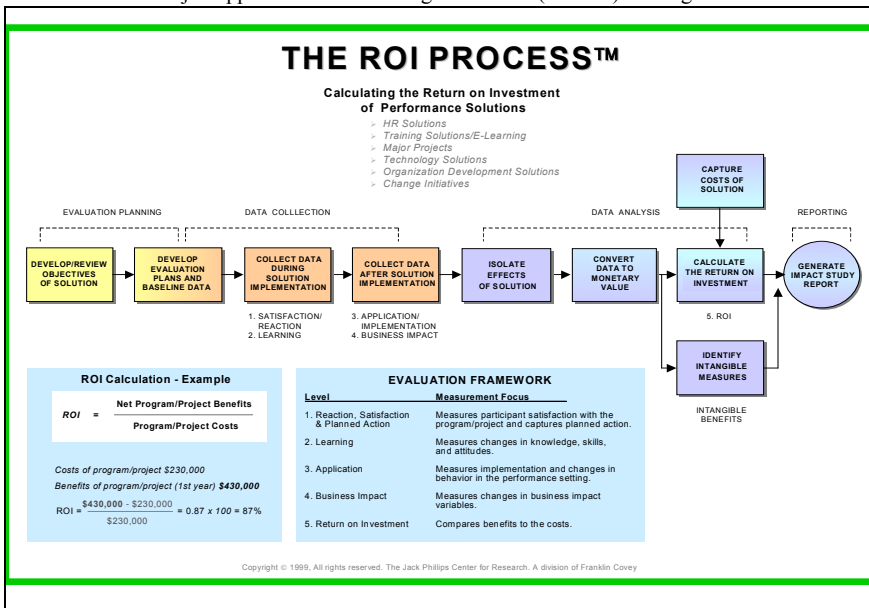 THE ROI PROCESS™
Calculating the Return on Investment
of Performance Solutions
➢ HR Solutions
➢ Training Solutions/E-Learning
➢ Major Projects
➢ Technology Solutions
➢ Organization Development Solutions
➢ Change Initiatives
CAPTURE
COSTS OF
SOLUTION
EVALUATION PLANNING
DATA COLLLECTION
DATA ANALYSIS
REPORTING
DEVELOP/REVIEW
OBJECTIVES
OF SOLUTION
DEVELOP
EVALUATION
PLANS AND
BASELINE DATA
COLLECT DATA
DURING
SOLUTION
IMPLEMENTATION
COLLECT DATA
AFTER SOLUTION
IMPLEMENTATION
ISOLATE
EFFECTS
OF SOLUTION
CONVERT
DATA TO
MONETARY
VALUE
CALCULATE
THE RETURN ON
INVESTMENT
GENERATE
IMPACT STUDY
REPORT
1. SATISFACTION/
REACTION
2. LEARNING
3. APPLICATION/
IMPLEMENTATION
4. BUSINESS IMPACT
5. ROI
IDENTIFY
INTANGIBLE
MEASURES
INTANGIBLE
BENEFITS
ROI Calculation - Example
Net Program/Project Benefits
ROI =
Program/Project Costs
Costs of program/project $230,000
Benefits of program/project (1st year) $430,000
$430,000 - $230,000
ROI = = 0.87 x 100 = 87%
$230,000
EVALUATION FRAMEWORK
Level Measurement Focus
1. Reaction, Satisfaction Measures participant satisfaction with the
& Planned Action program/project and captures planned action.
2. Learning Measures changes in knowledge, skills,
and attitudes.
3. Application Measures implementation and changes in
behavior in the performance setting.
4. Business Impact Measures changes in business impact
variables.
5. Return on Investment Compares benefits to the costs.
Copyright © 1999, All rights reserved. The Jack Phillips Center for Research. A division of Franklin Covey